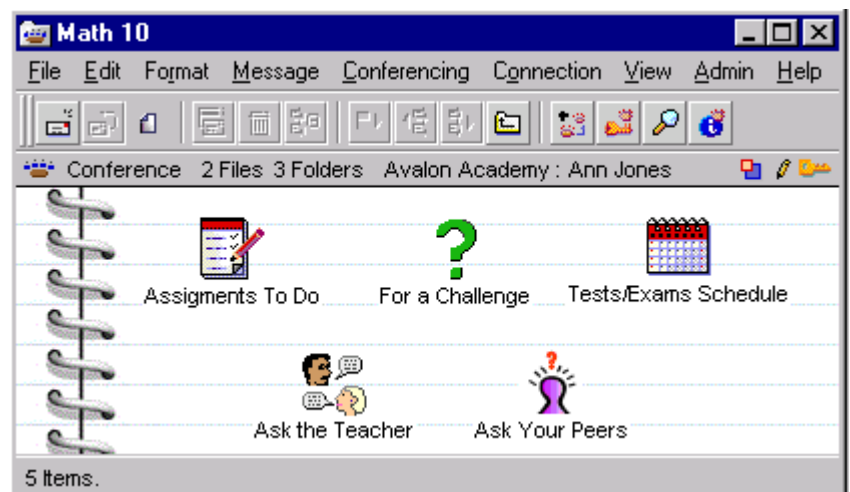 Math 10
File Edit Format Message Conferencing Connection View Admin Help
Conference 2 Files 3 Folders Avalon Academy : Ann Jones
Assigments To Do For a Challenge Tests/Exams Schedule
Ask the Teacher Ask Your Peers
5 Items.